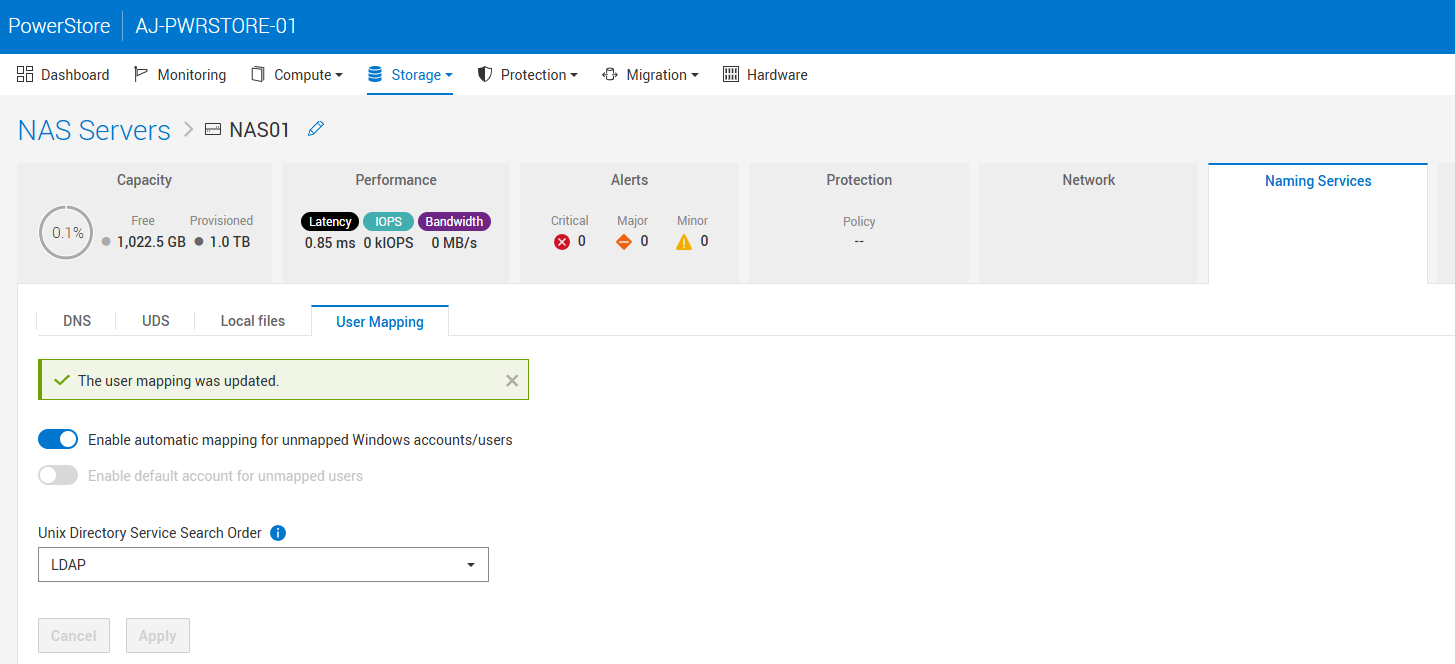 PowerStore AJ-PWRSTORE-01
Dashboard Monitoring Compute Storage Protection Migration Hardware
NAS Servers NAS01
Capacity
0.1%
Free Provisioned
1,022.5 GB 1.0 TB
Performance
Latency IOPS Bandwidth
0.85 ms 0 kIOPS 0 MB/s
Alerts
Critical Major Minor
0 0 0
Protection
Policy
--
Network
Naming Services
DNS UDS Local files User Mapping
The user mapping was updated.
Enable automatic mapping for unmapped Windows accounts/users
Enable default account for unmapped users
Unix Directory Service Search Order
LDAP
Cancel Apply